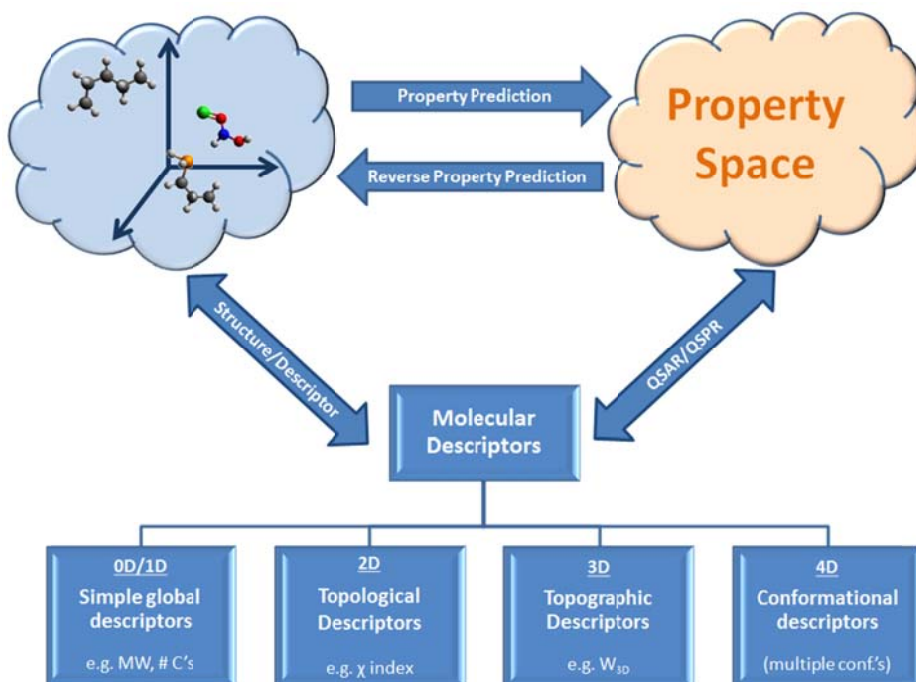 Property Prediction
Reverse Property Prediction
Property
Space
Structure/Descriptor
QSAR/QSPR
Molecular
Descriptors
0D/1D
Simple global
descriptors
e.g. MW, # C's
2D
Topological
Descriptors
e.g. χ index
3D
Topographic
Descriptors
e.g. W₃D
4D
Conformational
descriptors
(multiple conf.'s)